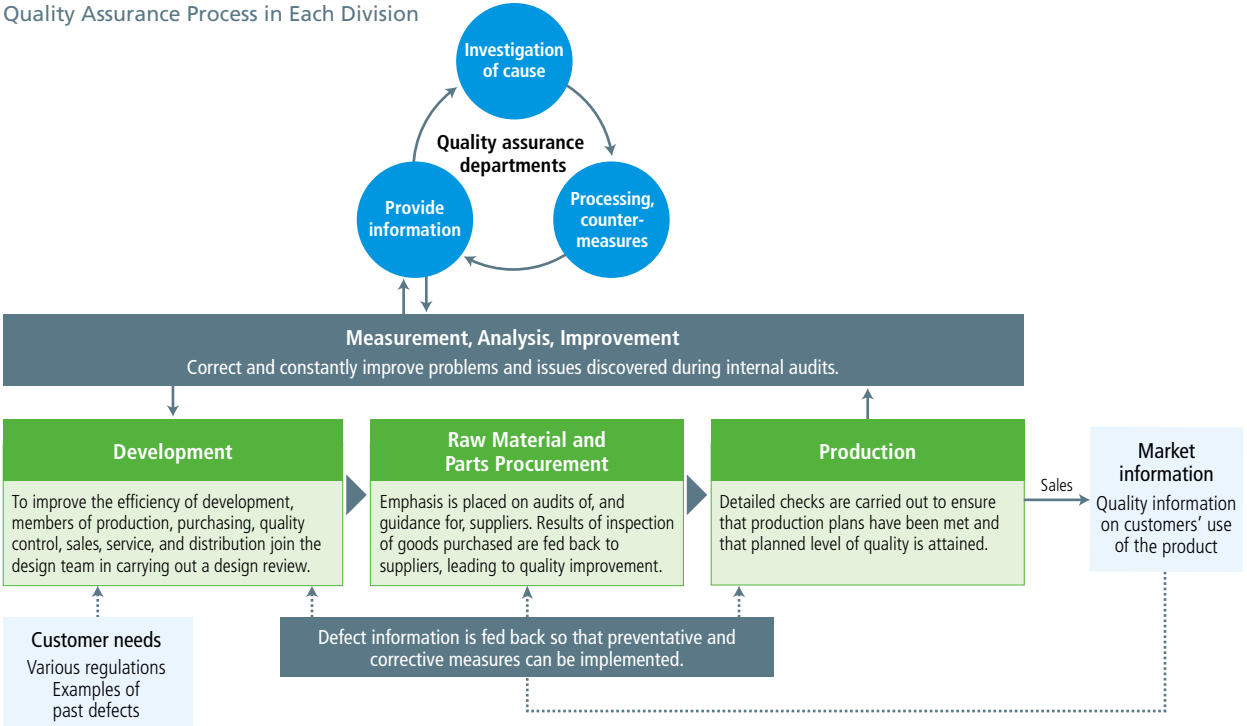 Quality Assurance Process in Each Division
Investigation
of cause
Quality assurance
departments
Provide
information
Processing,
counter-
measures
Measurement, Analysis, Improvement
Correct and constantly improve problems and issues discovered during internal audits.
Development
To improve the efficiency of development,
members of production, purchasing, quality
control, sales, service, and distribution join the
design team in carrying out a design review.
Raw Material and
Parts Procurement
Emphasis is placed on audits of, and
guidance for, suppliers. Results of inspection
of goods purchased are fed back to
suppliers, leading to quality improvement.
Production
Detailed checks are carried out to ensure
that production plans have been met and
that planned level of quality is attained.
Sales
Market
information
Quality information
on customers’ use
of the product
Customer needs
Various regulations
Examples of
past defects
Defect information is fed back so that preventative and
corrective measures can be implemented.